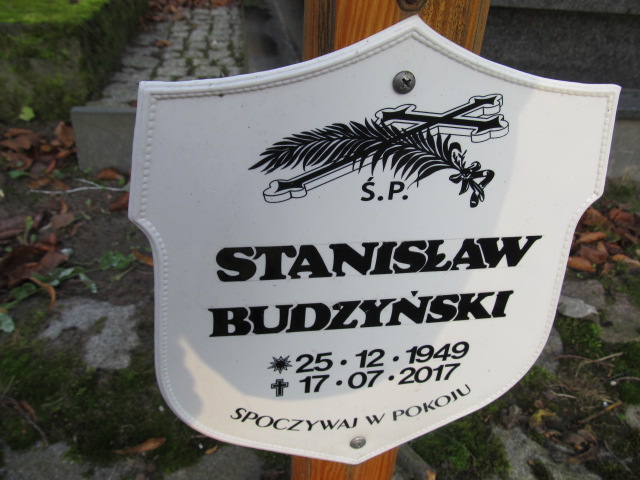 Ś.P.
STANISŁAW
BUDZYŃSKI
25·12·1949
17·07·2017
SPOCZYWAJ W POKOJU